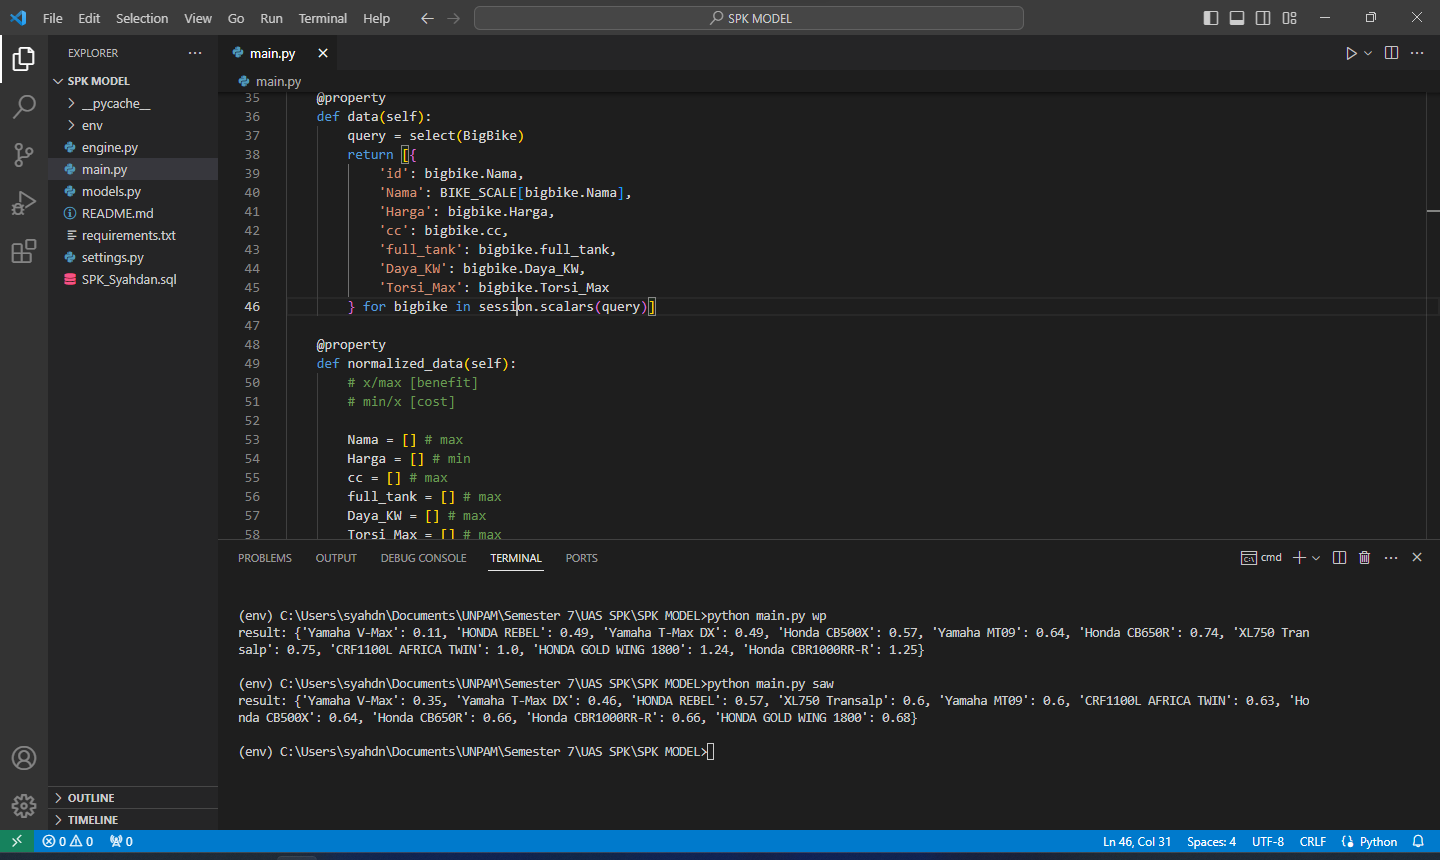 File Edit Selection View Go Run Terminal Help
SPK MODEL
EXPLORER
SPK MODEL
__pycache__
env
engine.py
main.py
models.py
README.md
requirements.txt
settings.py
SPK_Syahdan.sql
OUTLINE
TIMELINE
main.py
main.py
35 @property
36 def data(self):
37 query = select(BigBike)
38 return [{
39 'id': bigbike.Nama,
40 'Nama': BIKE_SCALE[bigbike.Nama],
41 'Harga': bigbike.Harga,
42 'cc': bigbike.cc,
43 'full_tank': bigbike.full_tank,
44 'Daya_KW': bigbike.Daya_KW,
45 'Torsi_Max': bigbike.Torsi_Max
46 } for bigbike in session.scalars(query)]
47
48 @property
49 def normalized_data(self):
50 # x/max [benefit]
51 # min/x [cost]
52
53 Nama = [] # max
54 Harga = [] # min
55 cc = [] # max
56 full_tank = [] # max
57 Daya_KW = [] # max
58 Torsi_Max = [] # max
PROBLEMS OUTPUT DEBUG CONSOLE TERMINAL PORTS
cmd
(env) C:\Users\syahdn\Documents\UNPAM\Semester 7\UAS SPK\SPK MODEL>python main.py wp
result: {'Yamaha V-Max': 0.11, 'HONDA REBEL': 0.49, 'Yamaha T-Max DX': 0.49, 'Honda CB500X': 0.57, 'Yamaha MT09': 0.64, 'Honda CB650R': 0.74, 'XL750 Tran
salp': 0.75, 'CRF1100L AFRICA TWIN': 1.0, 'HONDA GOLD WING 1800': 1.24, 'Honda CBR1000RR-R': 1.25}
(env) C:\Users\syahdn\Documents\UNPAM\Semester 7\UAS SPK\SPK MODEL>python main.py saw
result: {'Yamaha V-Max': 0.35, 'Yamaha T-Max DX': 0.46, 'HONDA REBEL': 0.57, 'XL750 Transalp': 0.6, 'Yamaha MT09': 0.6, 'CRF1100L AFRICA TWIN': 0.63, 'Ho
nda CB500X': 0.64, 'Honda CB650R': 0.66, 'Honda CBR1000RR-R': 0.66, 'HONDA GOLD WING 1800': 0.68}
(env) C:\Users\syahdn\Documents\UNPAM\Semester 7\UAS SPK\SPK MODEL>
0 0 0
Ln 46, Col 31 Spaces: 4 UTF-8 CRLF Python